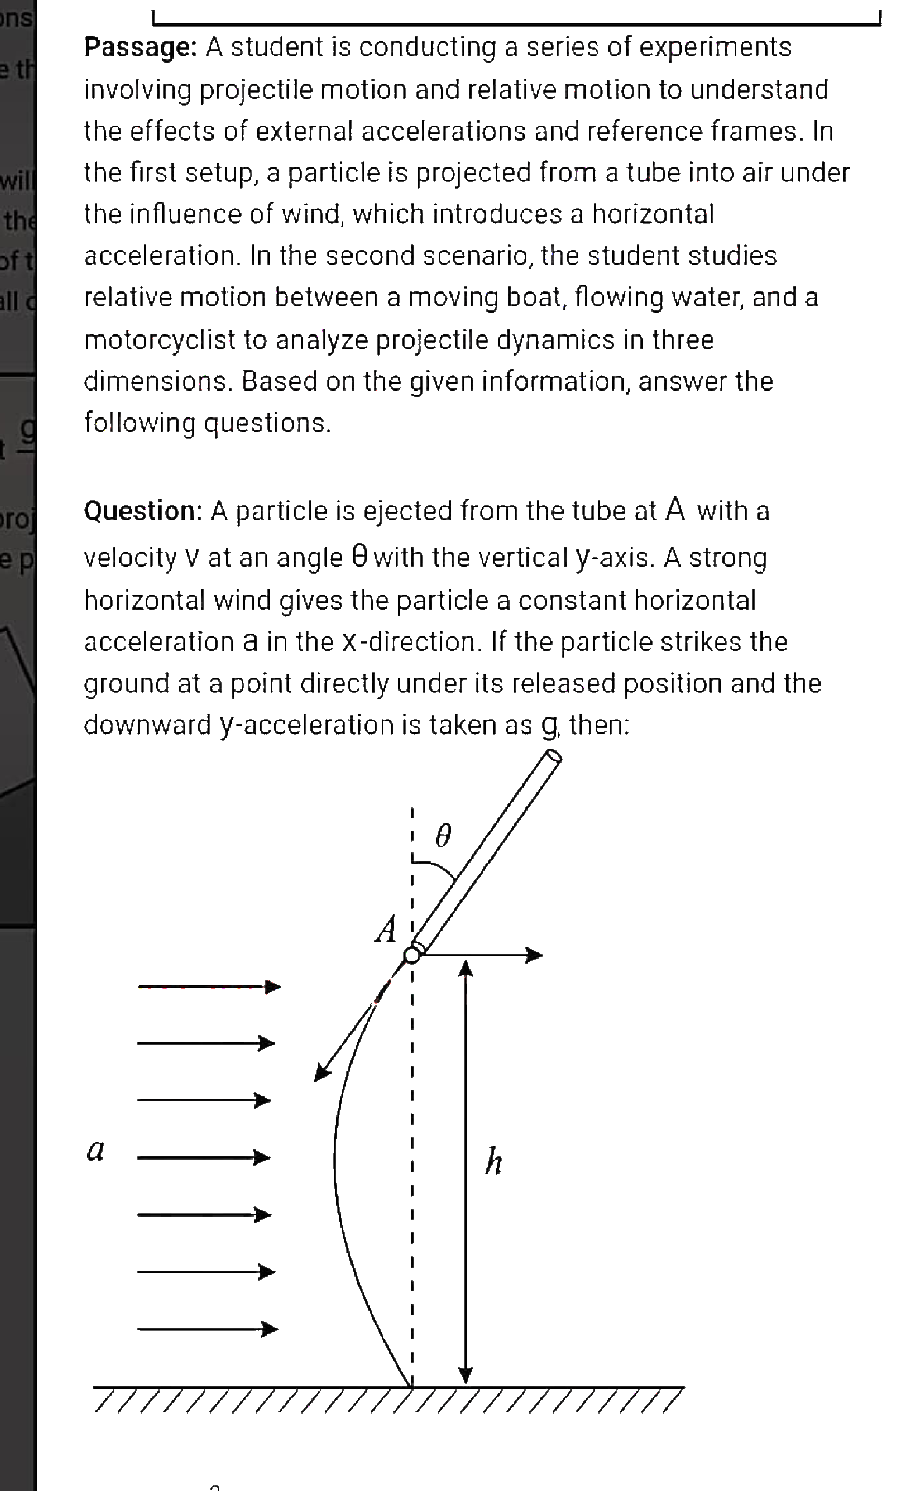 ons
Passage: A student is conducting a series of experiments
involving projectile motion and relative motion to understand
the effects of external accelerations and reference frames. In
the first setup, a particle is projected from a tube into air under
the influence of wind, which introduces a horizontal
acceleration. In the second scenario, the student studies
relative motion between a moving boat, flowing water, and a
motorcyclist to analyze projectile dynamics in three
dimensions. Based on the given information, answer the
following questions.
will
the
of t
all c
g
proj
e p
Question: A particle is ejected from the tube at A with a
velocity v at an angle θ with the vertical y-axis. A strong
horizontal wind gives the particle a constant horizontal
acceleration a in the x-direction. If the particle strikes the
ground at a point directly under its released position and the
downward y-acceleration is taken as g, then:
θ
A
a
h